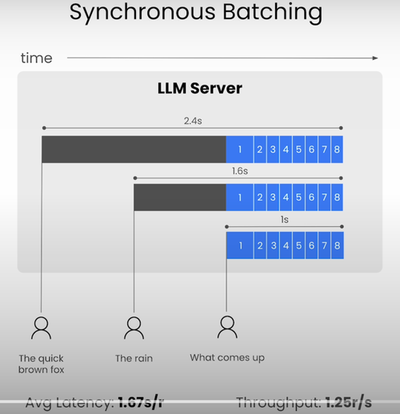 Synchronous Batching
time
LLM Server
2.4s
1 2 3 4 5 6 7 8
1.6s
1 2 3 4 5 6 7 8
1s
1 2 3 4 5 6 7 8
The quick
brown fox
The rain
What comes up
Avg Latency: 1.67s/r
Throughput: 1.25r/s